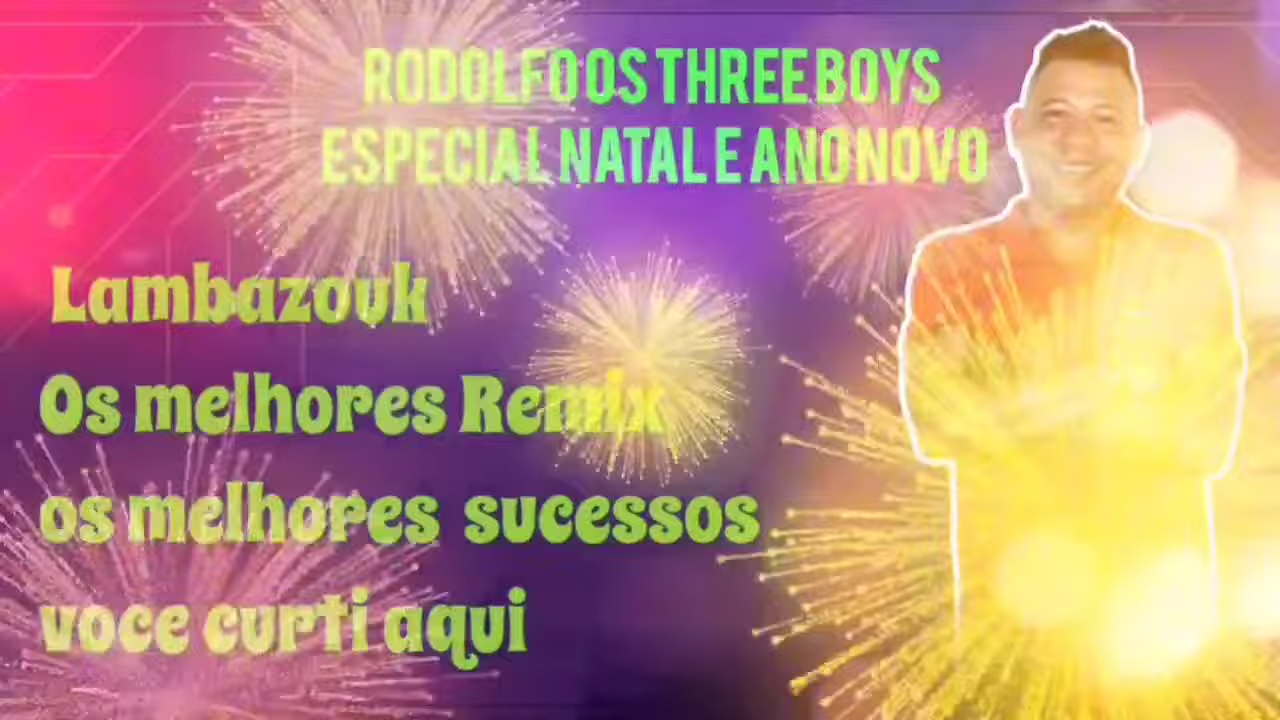 RODOLFO OS THREE BOYS
ESPECIAL NATAL E ANO NOVO
Lambazouk
Os melhores Remix
os melhores sucessos
voce curti aqui